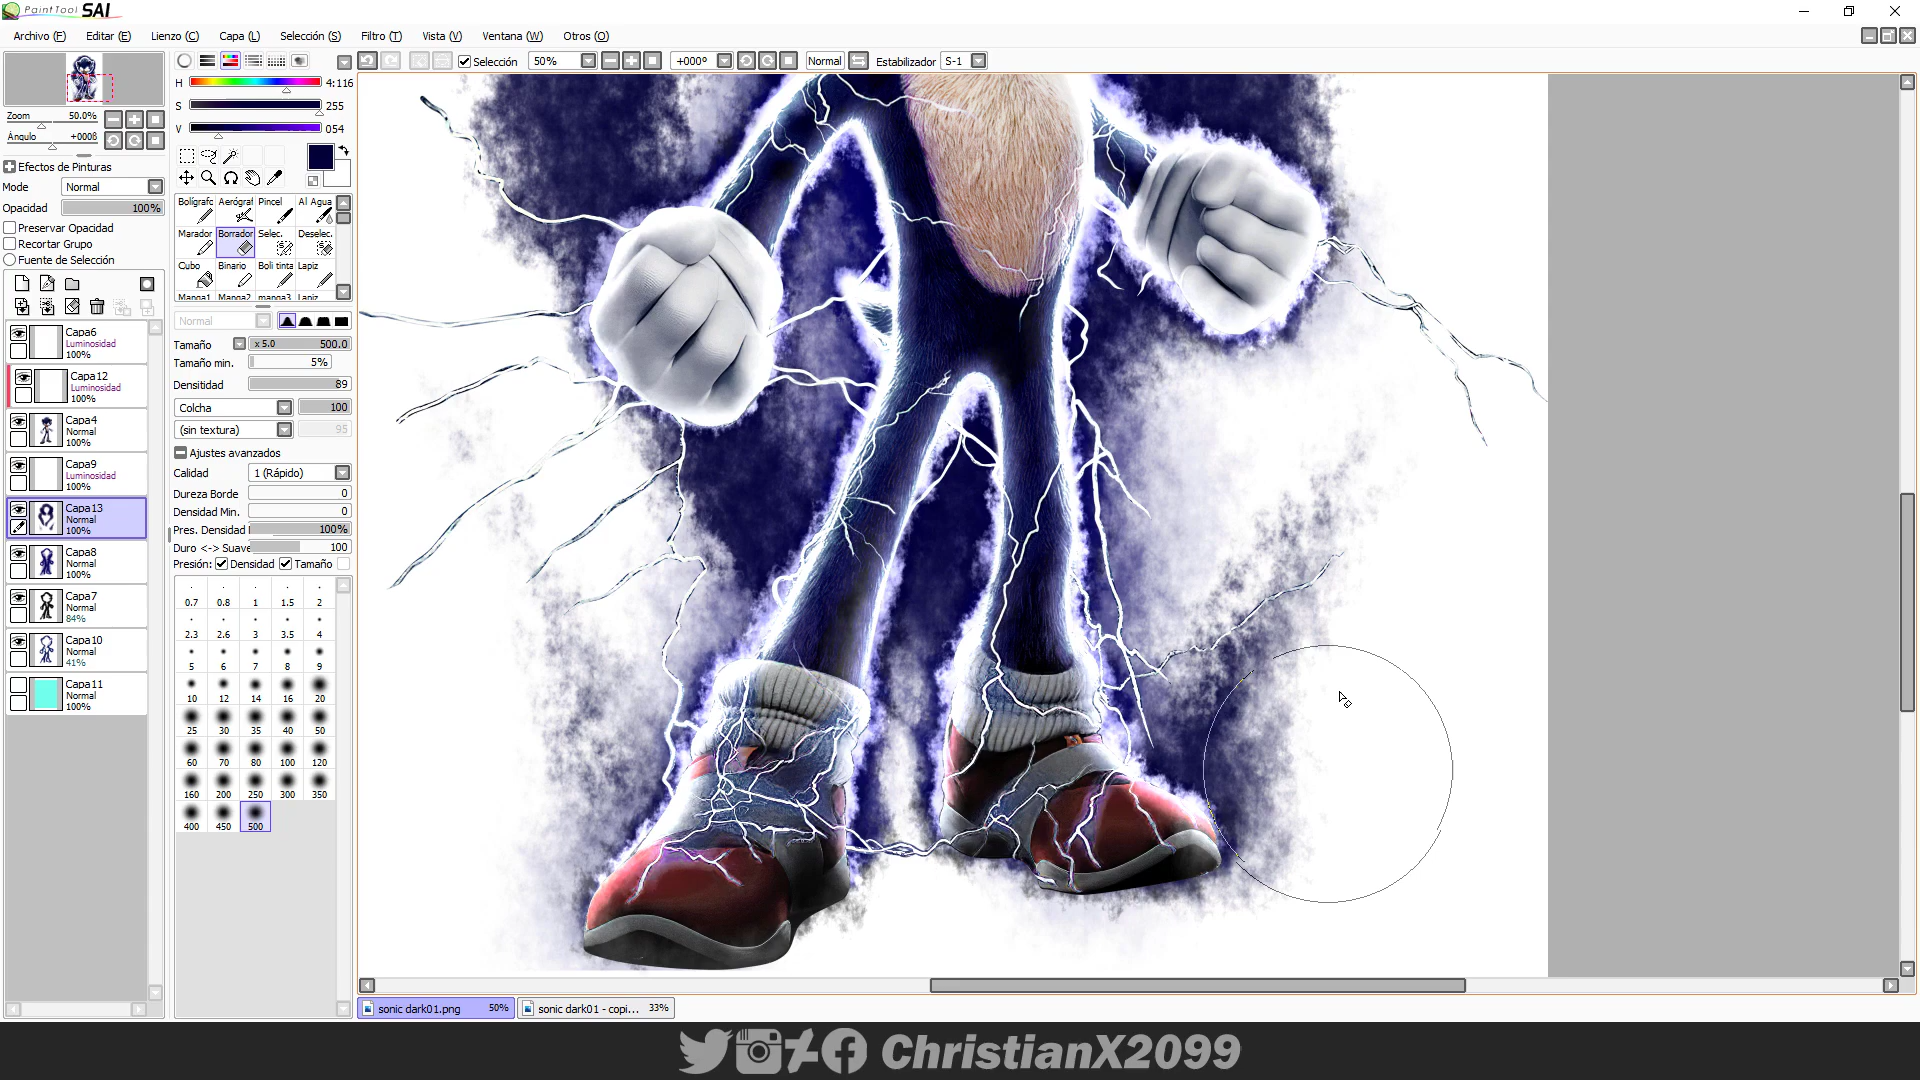 PaintTool SAI
Archivo (F) Editar (E) Lienzo (C) Capa (L) Selección (S) Filtro (T) Vista (V) Ventana (W) Otros (O)
Selección 50% +000º Normal Estabilizador S-1
Zoom 50.0%
Ángulo +000ß
Efectos de Pinturas
Mode Normal
Opacidad 100%
Preservar Opacidad
Recortar Grupo
Fuente de Selección
Capa6
Luminosidad
100%
Capa12
Luminosidad
100%
Capa4
Normal
100%
Capa9
Luminosidad
100%
Capa13
Normal
100%
Capa8
Normal
100%
Capa7
Normal
84%
Capa10
Normal
41%
Capa11
Normal
100%
H 4:116
S 255
V 054
Bolígrafo Aerógraf Pincel Al Agua
Marador Borrador Selec. Deselec.
Cubo Binario Boli tinta Lapiz
Manga1 Manga2 manga3 Lapiz
Normal
Tamaño x 5.0 500.0
Tamaño min. 5%
Densitidad 89
Colcha 100
(sin textura) 95
Ajustes avanzados
Calidad 1 (Rápido)
Dureza Borde 0
Densidad Min. 0
Pres. Densidad 100%
Duro <-> Suave 100
Presión: Densidad Tamaño
0.7 0.8 1 1.5 2
2.3 2.6 3 3.5 4
5 6 7 8 9
10 12 14 16 20
25 30 35 40 50
60 70 80 100 120
160 200 250 300 350
400 450 500
sonic dark01.png 50% sonic dark01 - copi... 33%
ChristianX2099